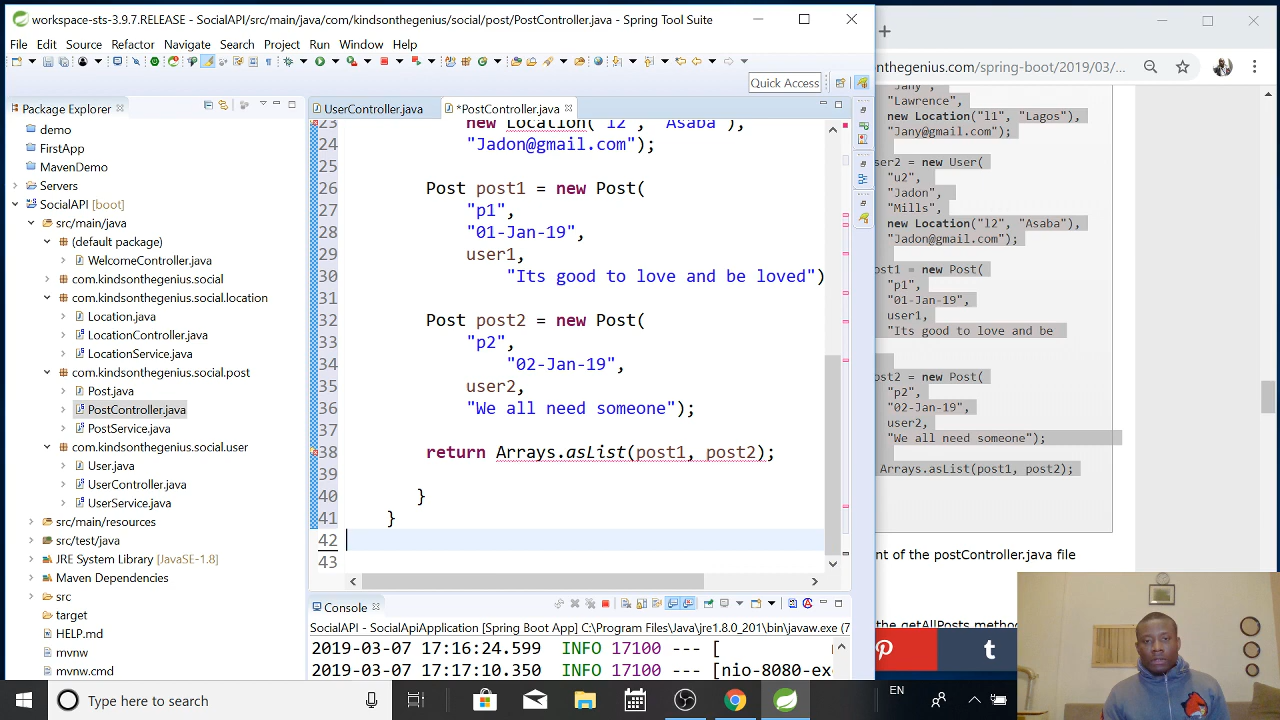 workspace-sts-3.9.7.RELEASE - SocialAPI/src/main/java/com/kindsonthegenius/social/post/PostController.java - Spring Tool Suite
File Edit Source Refactor Navigate Search Project Run Window Help
Quick Access
Package Explorer
demo
FirstApp
MavenDemo
Servers
SocialAPI [boot]
src/main/java
(default package)
WelcomeController.java
com.kindsonthegenius.social
com.kindsonthegenius.social.location
Location.java
LocationController.java
LocationService.java
com.kindsonthegenius.social.post
Post.java
PostController.java
PostService.java
com.kindsonthegenius.social.user
User.java
UserController.java
UserService.java
src/main/resources
src/test/java
JRE System Library [JavaSE-1.8]
Maven Dependencies
src
target
HELP.md
mvnw
mvnw.cmd
UserController.java *PostController.java
23 new Location("l2", "Asaba"),
24 "Jadon@gmail.com");
25
26 Post post1 = new Post(
27 "p1",
28 "01-Jan-19",
29 user1,
30 "Its good to love and be loved")
31
32 Post post2 = new Post(
33 "p2",
34 "02-Jan-19",
35 user2,
36 "We all need someone");
37
38 return Arrays.asList(post1, post2);
39
40 }
41 }
42
43
Console
SocialAPI - SocialApiApplication [Spring Boot App] C:\Program Files\Java\jre1.8.0_201\bin\javaw.exe (7
2019-03-07 17:16:24.599 INFO 17100 --- [
2019-03-07 17:17:10.350 INFO 17100 --- [nio-8080-ex
onthegenius.com/spring-boot/2019/03/...
"Jany",
"Lawrence",
new Location("l1", "Lagos"),
"Jany@gmail.com");
ser2 = new User(
"u2",
"Jadon",
"Mills",
new Location("l2", "Asaba"),
"Jadon@gmail.com");
ost1 = new Post(
"p1",
"01-Jan-19",
user1,
"Its good to love and be
ost2 = new Post(
"p2",
"02-Jan-19",
user2,
"We all need someone");
Arrays.asList(post1, post2);
nt of the postController.java file
the getAllPosts metho
Type here to search
EN